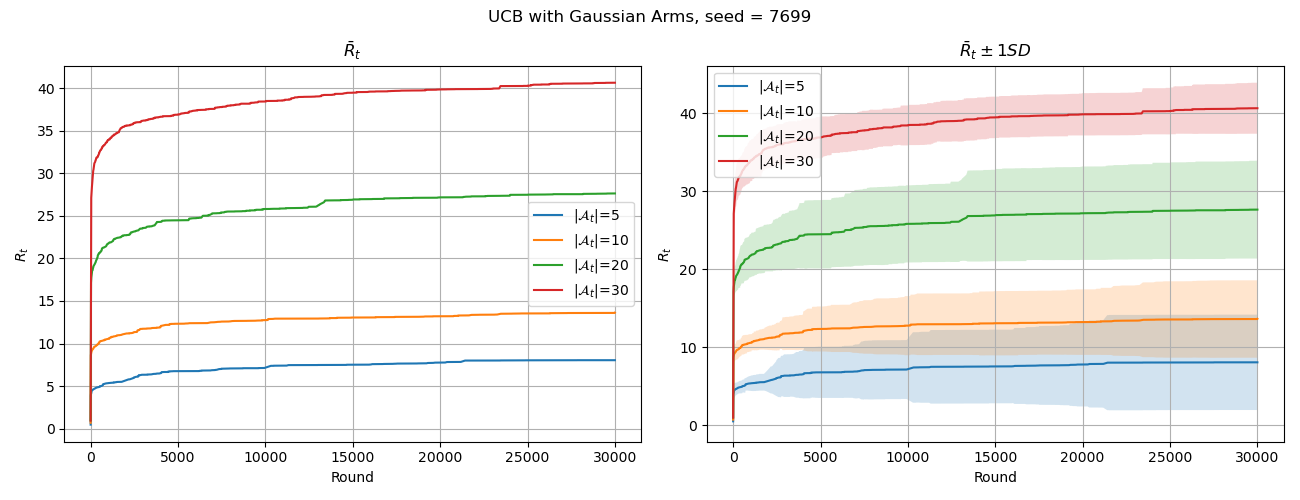 UCB with Gaussian Arms, seed = 7699
R̄ₜ
40
35
30
25
20
15
10
5
0
Rₜ
|𝒜ₜ|=5
|𝒜ₜ|=10
|𝒜ₜ|=20
|𝒜ₜ|=30
0 5000 10000 15000 20000 25000 30000
Round
R̄ₜ ± 1SD
|𝒜ₜ|=5
|𝒜ₜ|=10
|𝒜ₜ|=20
|𝒜ₜ|=30
40
30
20
10
0
Rₜ
0 5000 10000 15000 20000 25000 30000
Round